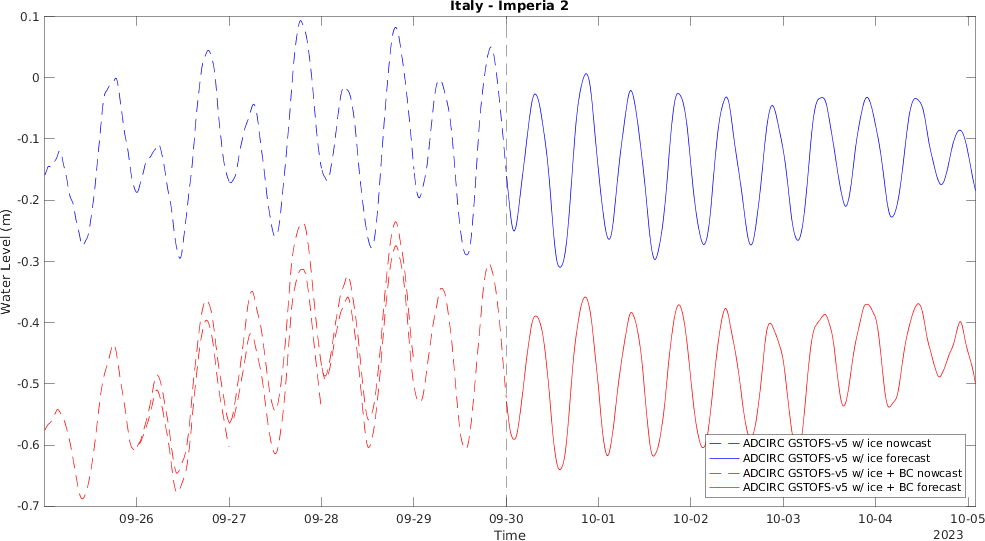 Italy - Imperia 2
0.1
0
-0.1
-0.2
-0.3
-0.4
-0.5
-0.6
-0.7
Water Level (m)
ADCIRC GSTOFS-v5 w/ ice nowcast
ADCIRC GSTOFS-v5 w/ ice forecast
ADCIRC GSTOFS-v5 w/ ice + BC nowcast
ADCIRC GSTOFS-v5 w/ ice + BC forecast
09-26 09-27 09-28 09-29 09-30 10-01 10-02 10-03 10-04 10-05
Time
2023